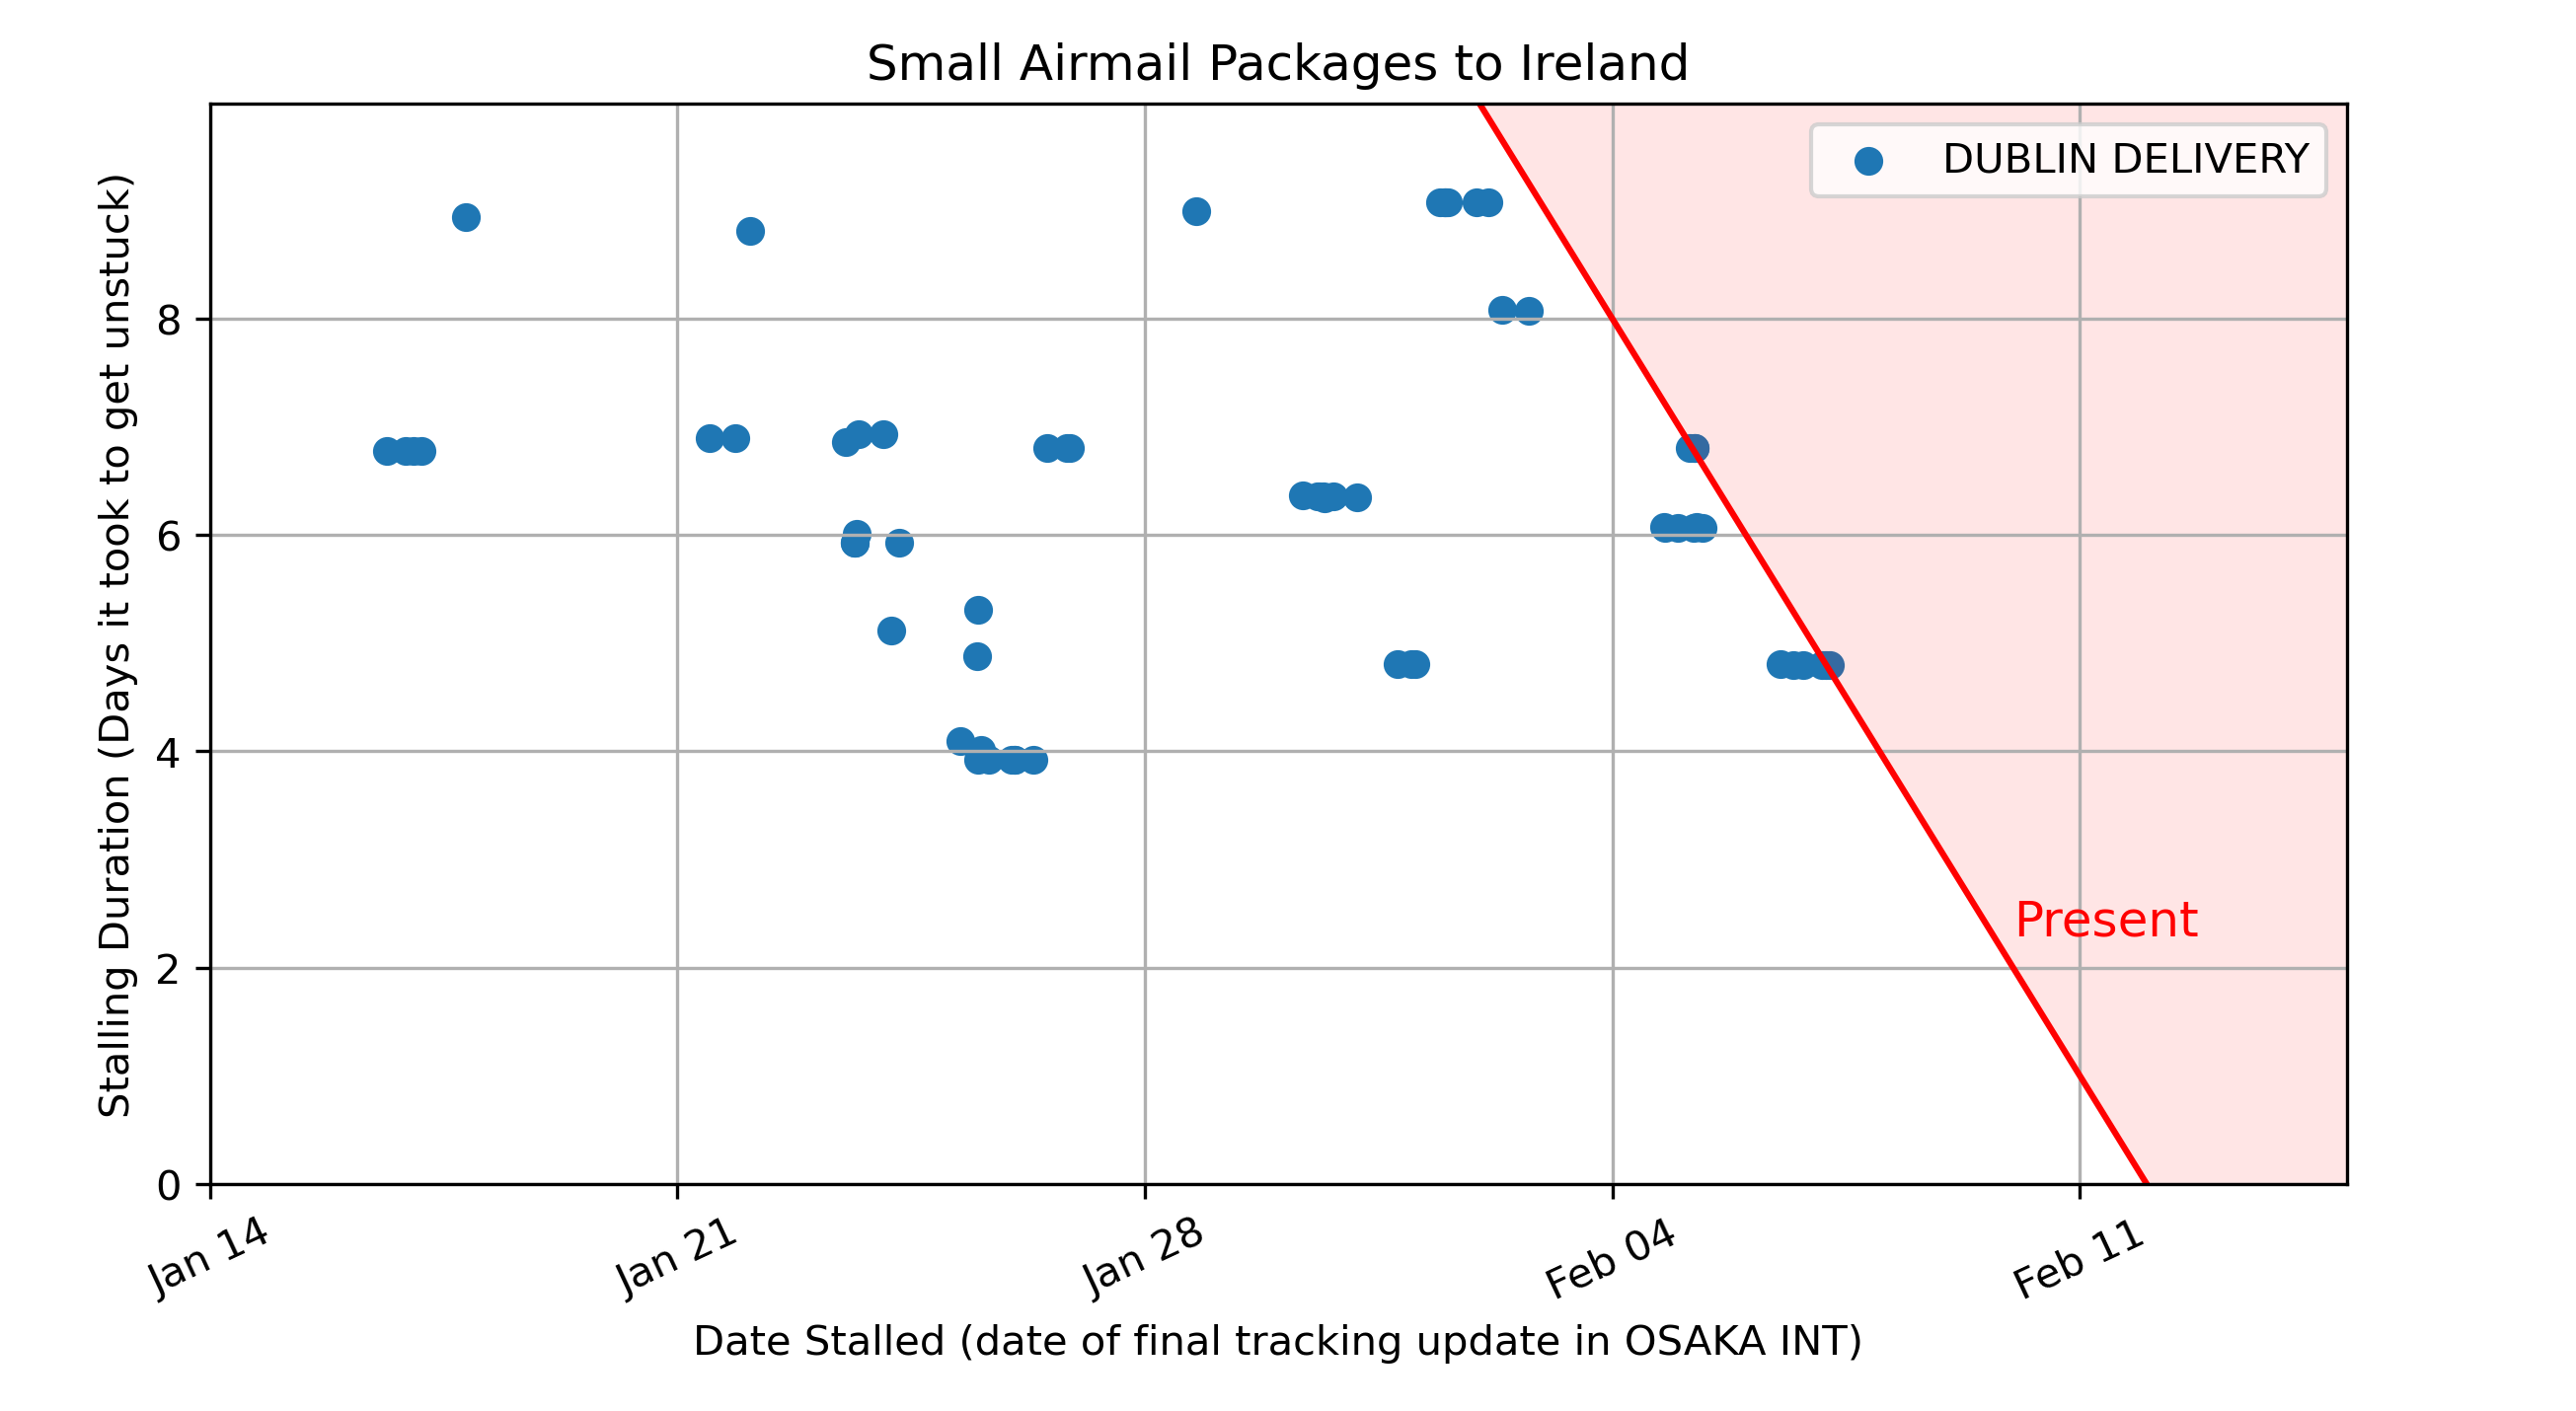 Small Airmail Packages to Ireland
DUBLIN DELIVERY
Stalling Duration (Days it took to get unstuck)
8
6
4
2
0
Present
Jan 14
Jan 21
Jan 28
Feb 04
Feb 11
Date Stalled (date of final tracking update in OSAKA INT)